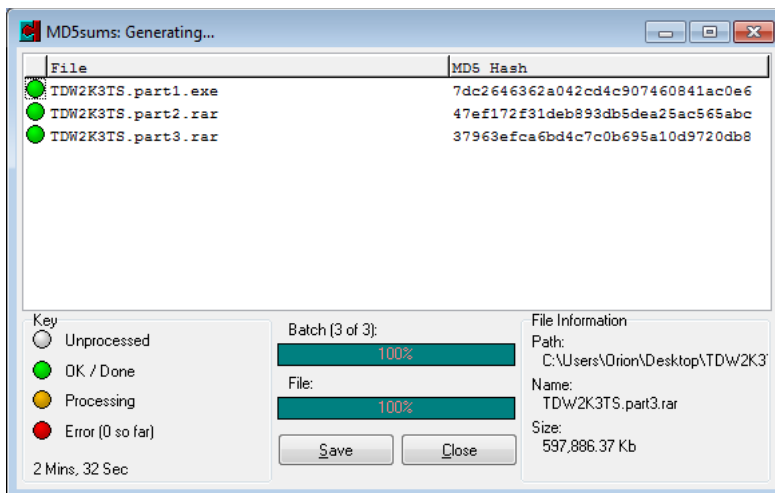 MD5sums: Generating...
File MD5 Hash
TDW2K3TS.part1.exe 7dc2646362a042cd4c907460841ac0e6
TDW2K3TS.part2.rar 47ef172f31deb893db5dea25ac565abc
TDW2K3TS.part3.rar 37963efca6bd4c7c0b695a10d9720db8
Key
Unprocessed
OK / Done
Processing
Error (0 so far)
2 Mins, 32 Sec
Batch (3 of 3):
100%
File:
100%
Save Close
File Information
Path:
C:\Users\Orion\Desktop\TDW2K3
Name:
TDW2K3TS.part3.rar
Size:
597,886.37 Kb